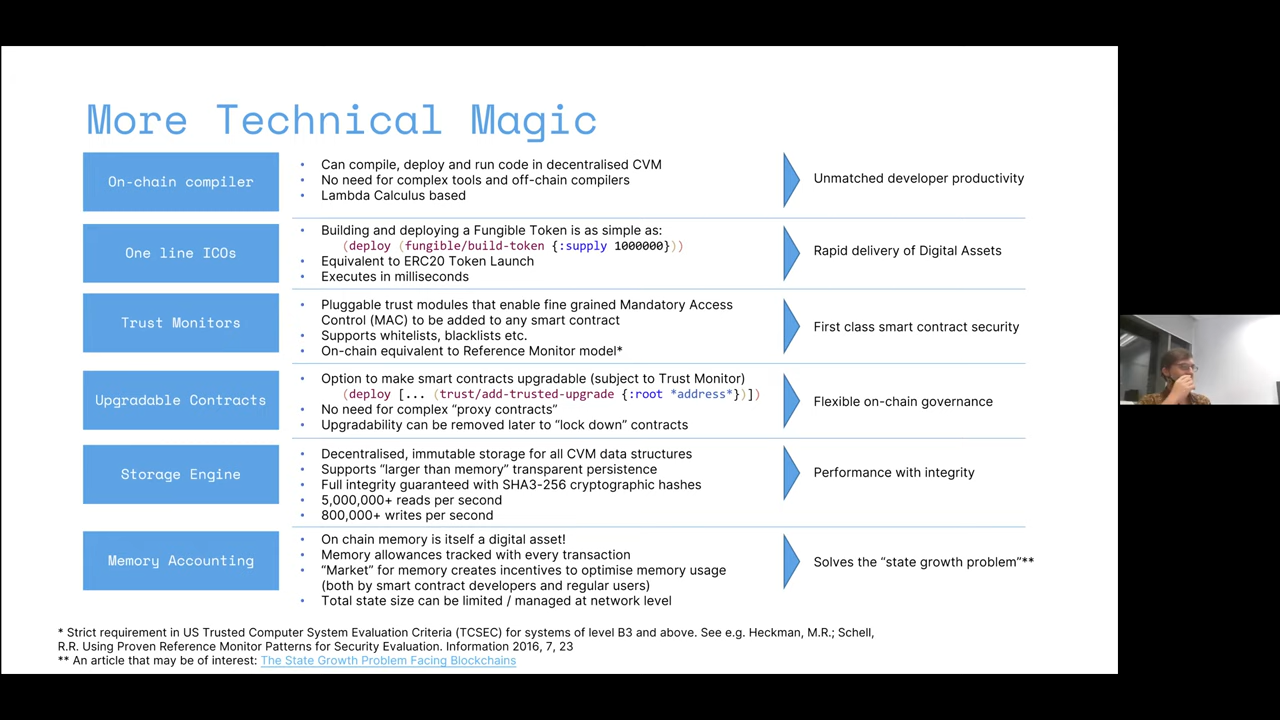 More Technical Magic
On-chain compiler
Can compile, deploy and run code in decentralised CVM
No need for complex tools and off-chain compilers
Lambda Calculus based
Unmatched developer productivity
One line ICOs
Building and deploying a Fungible Token is as simple as:
(deploy (fungible/build-token {:supply 1000000}))
Equivalent to ERC20 Token Launch
Executes in milliseconds
Rapid delivery of Digital Assets
Trust Monitors
Pluggable trust modules that enable fine grained Mandatory Access
Control (MAC) to be added to any smart contract
Supports whitelists, blacklists etc.
On-chain equivalent to Reference Monitor model*
First class smart contract security
Upgradable Contracts
Option to make smart contracts upgradable (subject to Trust Monitor)
(deploy [... (trust/add-trusted-upgrade {:root *address*})])
No need for complex “proxy contracts”
Upgradability can be removed later to “lock down” contracts
Flexible on-chain governance
Storage Engine
Decentralised, immutable storage for all CVM data structures
Supports “larger than memory” transparent persistence
Full integrity guaranteed with SHA3-256 cryptographic hashes
5,000,000+ reads per second
800,000+ writes per second
Performance with integrity
Memory Accounting
On chain memory is itself a digital asset!
Memory allowances tracked with every transaction
“Market” for memory creates incentives to optimise memory usage
(both by smart contract developers and regular users)
Total state size can be limited / managed at network level
Solves the “state growth problem”**
* Strict requirement in US Trusted Computer System Evaluation Criteria (TCSEC) for systems of level B3 and above. See e.g. Heckman, M.R.; Schell,
R.R. Using Proven Reference Monitor Patterns for Security Evaluation. Information 2016, 7, 23
** An article that may be of interest: The State Growth Problem Facing Blockchains